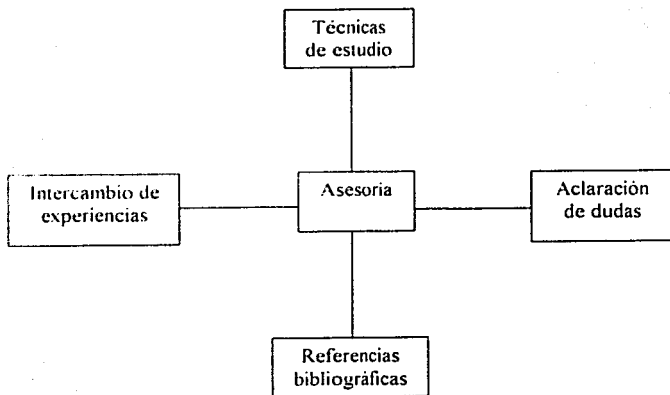 Técnicas
de estudio
Intercambio de
experiencias
Asesoria
Aclaración
de dudas
Referencias
bibliográficas